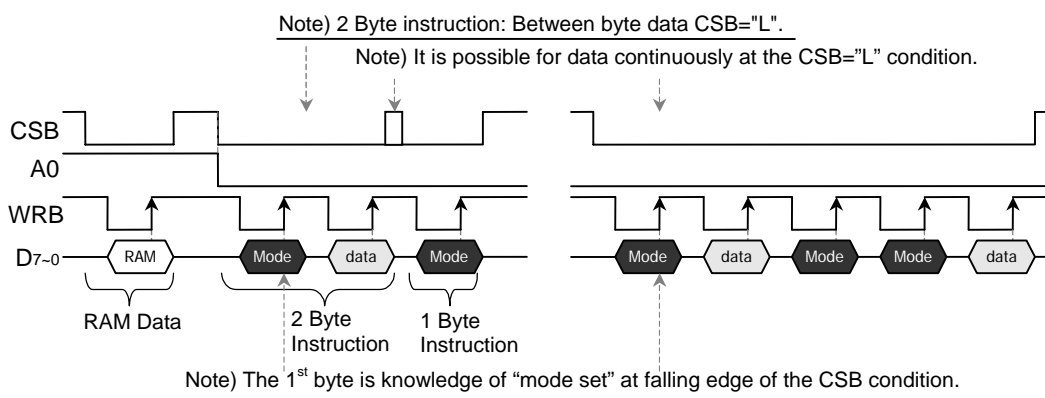 Note) 2 Byte instruction: Between byte data CSB="L".
Note) It is possible for data continuously at the CSB=”L” condition.
CSB
A0
WRB
D7~0
RAM
Mode
data
Mode
Mode
data
Mode
Mode
data
RAM Data
2 Byte
Instruction
1 Byte
Instruction
Note) The 1st byte is knowledge of “mode set” at falling edge of the CSB condition.